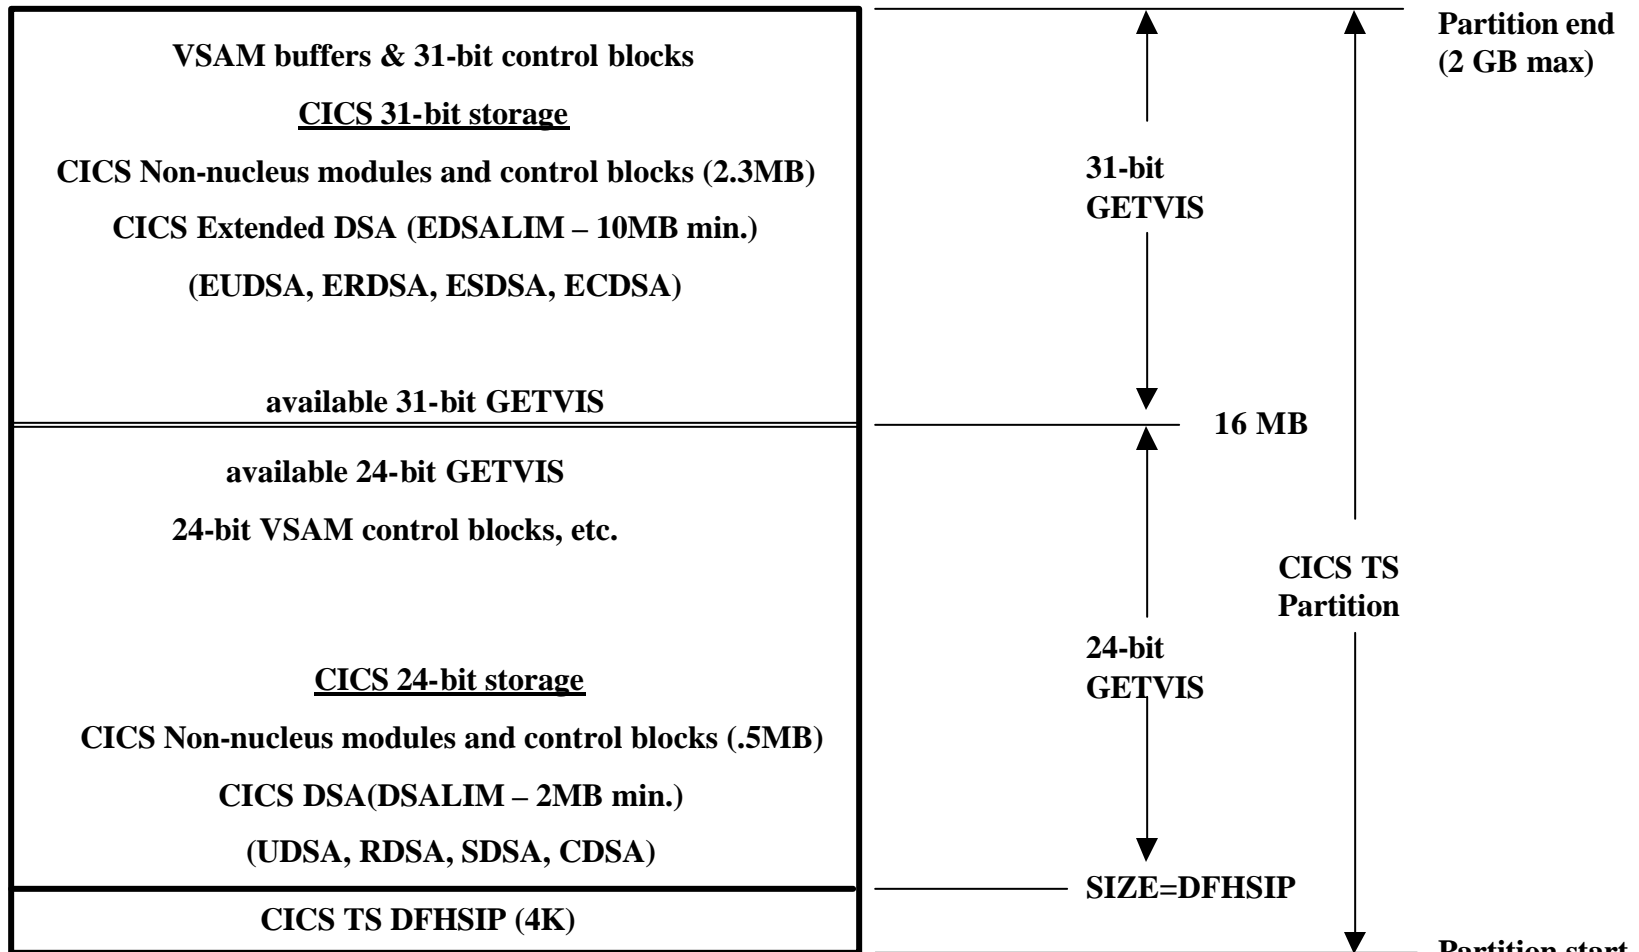 VSAM buffers & 31-bit control blocks
CICS 31-bit storage
CICS Non-nucleus modules and control blocks (2.3MB)
CICS Extended DSA (EDSALIM – 10MB min.)
(EUDSA, ERDSA, ESDSA, ECDSA)
available 31-bit GETVIS
available 24-bit GETVIS
24-bit VSAM control blocks, etc.
CICS 24-bit storage
CICS Non-nucleus modules and control blocks (.5MB)
CICS DSA(DSALIM – 2MB min.)
(UDSA, RDSA, SDSA, CDSA)
CICS TS DFHSIP (4K)
31-bit
GETVIS
16 MB
24-bit
GETVIS
SIZE=DFHSIP
CICS TS
Partition
Partition end
(2 GB max)
Partition start